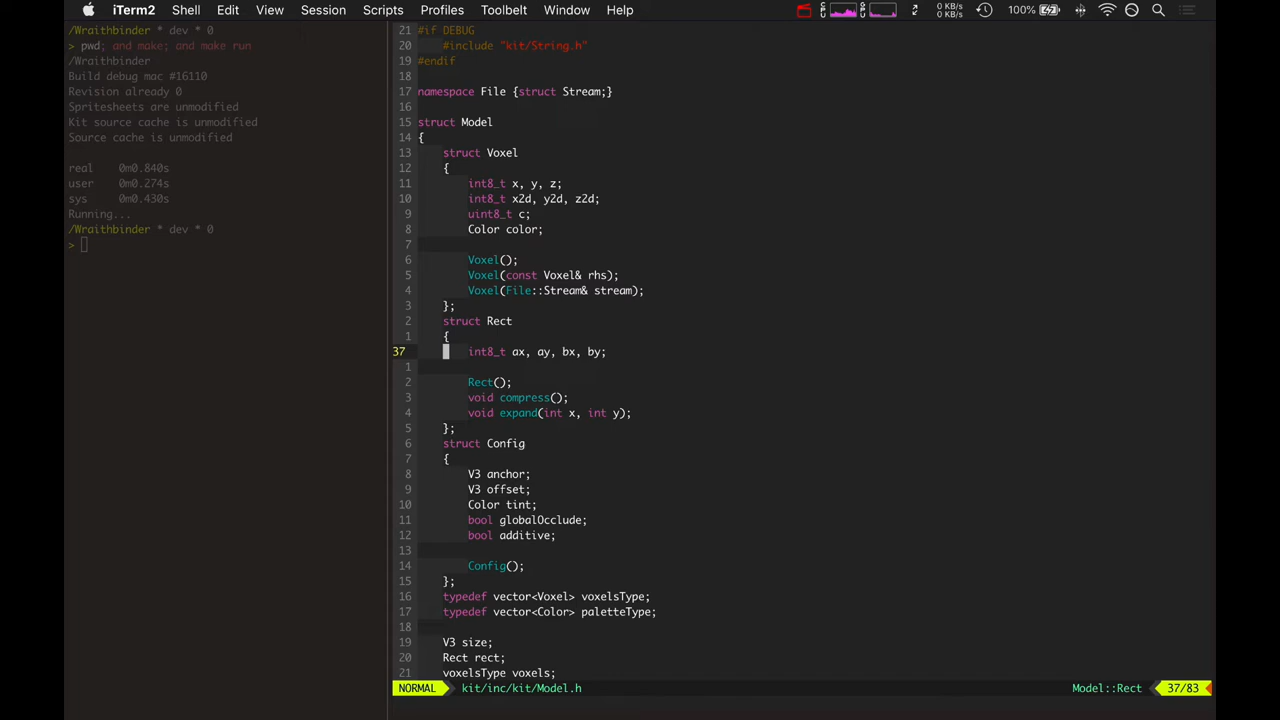 iTerm2 Shell Edit View Session Scripts Profiles Toolbelt Window Help 0 KB/s 0 KB/s 100%
/Wraithbinder * dev * 0
> pwd; and make; and make run
/Wraithbinder
Build debug mac #16110
Revision already 0
Spritesheets are unmodified
Kit source cache is unmodified
Source cache is unmodified
real 0m0.840s
user 0m0.274s
sys 0m0.430s
Running...
/Wraithbinder * dev * 0
>
21 #if DEBUG
20 #include "kit/String.h"
19 #endif
18
17 namespace File {struct Stream;}
16
15 struct Model
14 {
13 struct Voxel
12 {
11 int8_t x, y, z;
10 int8_t x2d, y2d, z2d;
9 uint8_t c;
8 Color color;
7
6 Voxel();
5 Voxel(const Voxel& rhs);
4 Voxel(File::Stream& stream);
3 };
2 struct Rect
1 {
37 int8_t ax, ay, bx, by;
1
2 Rect();
3 void compress();
4 void expand(int x, int y);
5 };
6 struct Config
7 {
8 V3 anchor;
9 V3 offset;
10 Color tint;
11 bool globalOcclude;
12 bool additive;
13
14 Config();
15 };
16 typedef vector<Voxel> voxelsType;
17 typedef vector<Color> paletteType;
18
19 V3 size;
20 Rect rect;
21 voxelsType voxels;
NORMAL kit/inc/kit/Model.h Model::Rect 37/83